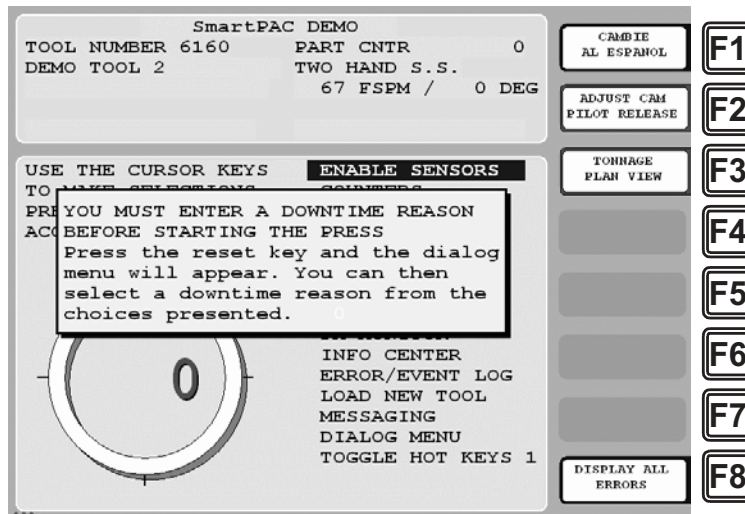 SmartPAC DEMO
TOOL NUMBER 6160 PART CNTR 0
DEMO TOOL 2 TWO HAND S.S.
67 FSPM / 0 DEG
USE THE CURSOR KEYS ENABLE SENSORS
TO
PRE
ACC
YOU MUST ENTER A DOWNTIME REASON
BEFORE STARTING THE PRESS
Press the reset key and the dialog
menu will appear. You can then
select a downtime reason from the
choices presented. 0
0
INFO CENTER
ERROR/EVENT LOG
LOAD NEW TOOL
MESSAGING
DIALOG MENU
TOGGLE HOT KEYS 1
CAMBIE
AL ESPANOL
F1
ADJUST CAM
PILOT RELEASE
F2
TONNAGE
PLAN VIEW
F3
F4
F5
F6
F7
DISPLAY ALL
ERRORS
F8